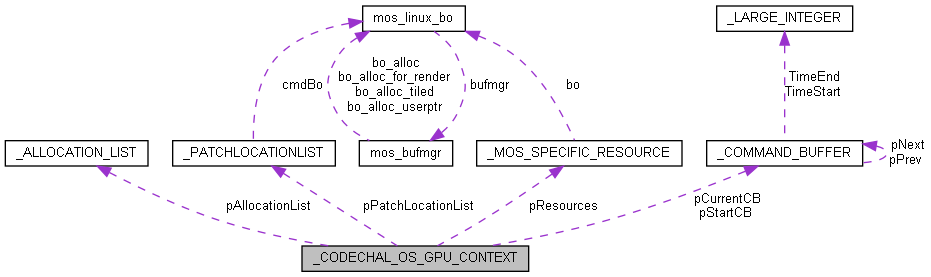 mos_linux_bo
_LARGE_INTEGER
cmdBo
bo_alloc
bo_alloc_for_render
bo_alloc_tiled
bo_alloc_userptr
bufmgr
bo
TimeEnd
TimeStart
_ALLOCATION_LIST
_PATCHLOCATIONLIST
mos_bufmgr
_MOS_SPECIFIC_RESOURCE
_COMMAND_BUFFER
pNext
pPrev
pAllocationList
pPatchLocationList
pResources
pCurrentCB
pStartCB
_CODECHAL_OS_GPU_CONTEXT